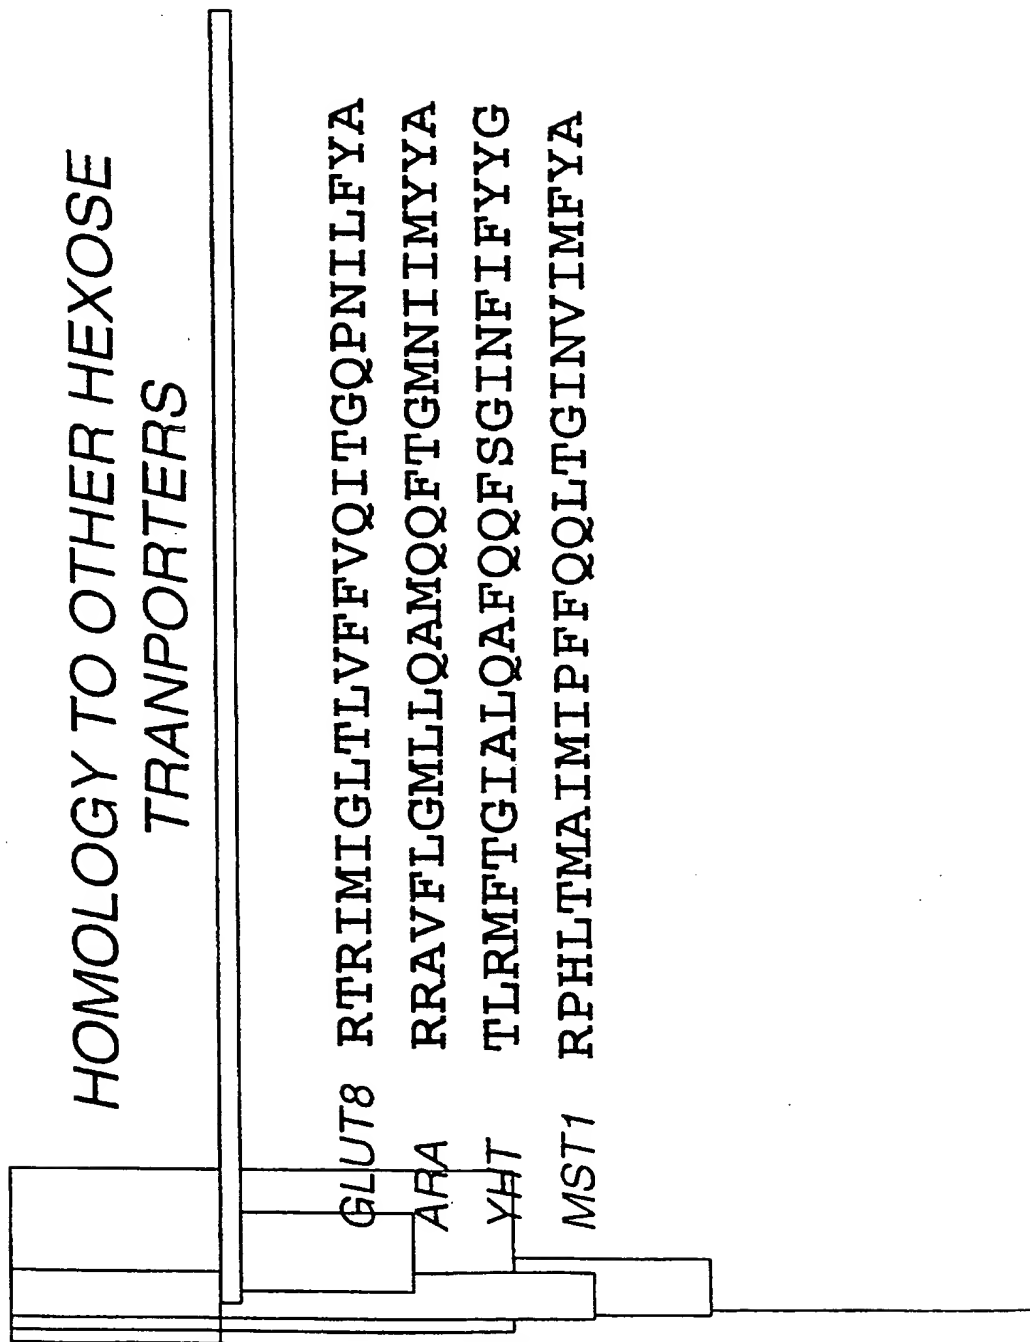 HOMOLOGY TO OTHER HEXOSE
TRANPORTERS
GLUT8 RTRIMIGLTLVFFVQITGQPNILFYA
ARA RRAVFLGMLLQAMQQFTGMNIIMYYA
YHT TLRMFTGIALQAFQQFSGINFIFYYG
MST1 RPHLTMAIMIPFFQQLTGINVIMFYA